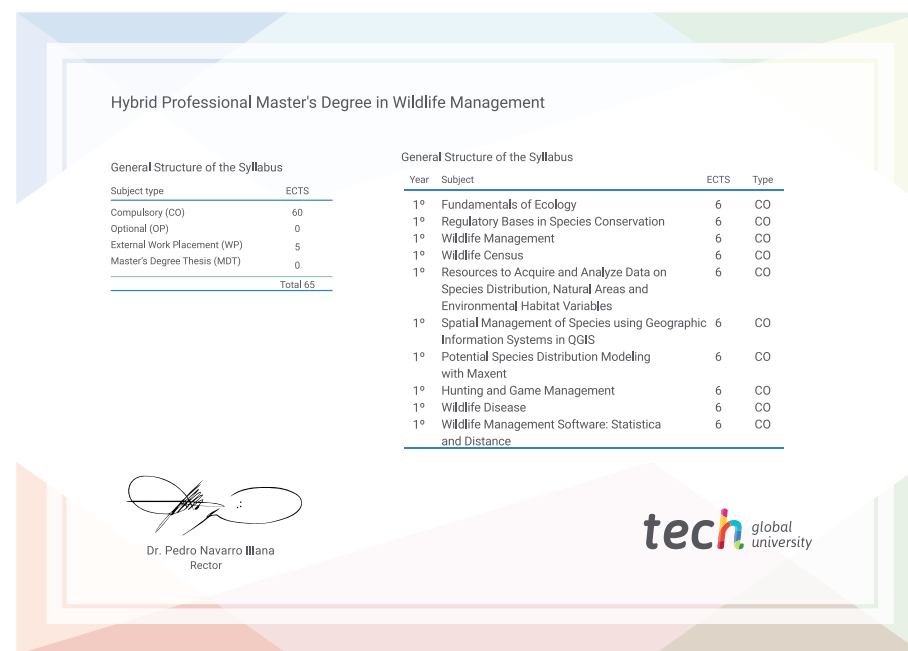 Hybrid Professional Master's Degree in Wildlife Management
General Structure of the Syllabus
Subject type ECTS
Compulsory (CO) 60
Optional (OP) 0
External Work Placement (WP) 5
Master's Degree Thesis (MDT) 0
Total 65
General Structure of the Syllabus
Year Subject ECTS Type
1º Fundamentals of Ecology 6 CO
1º Regulatory Bases in Species Conservation 6 CO
1º Wildlife Management 6 CO
1º Wildlife Census 6 CO
1º Resources to Acquire and Analyze Data on 6 CO
Species Distribution, Natural Areas and
Environmental Habitat Variables
1º Spatial Management of Species using Geographic 6 CO
Information Systems in QGIS
1º Potential Species Distribution Modeling 6 CO
with Maxent
1º Hunting and Game Management 6 CO
1º Wildlife Disease 6 CO
1º Wildlife Management Software: Statistica 6 CO
and Distance
Dr. Pedro Navarro Illana
Rector
tech global
university